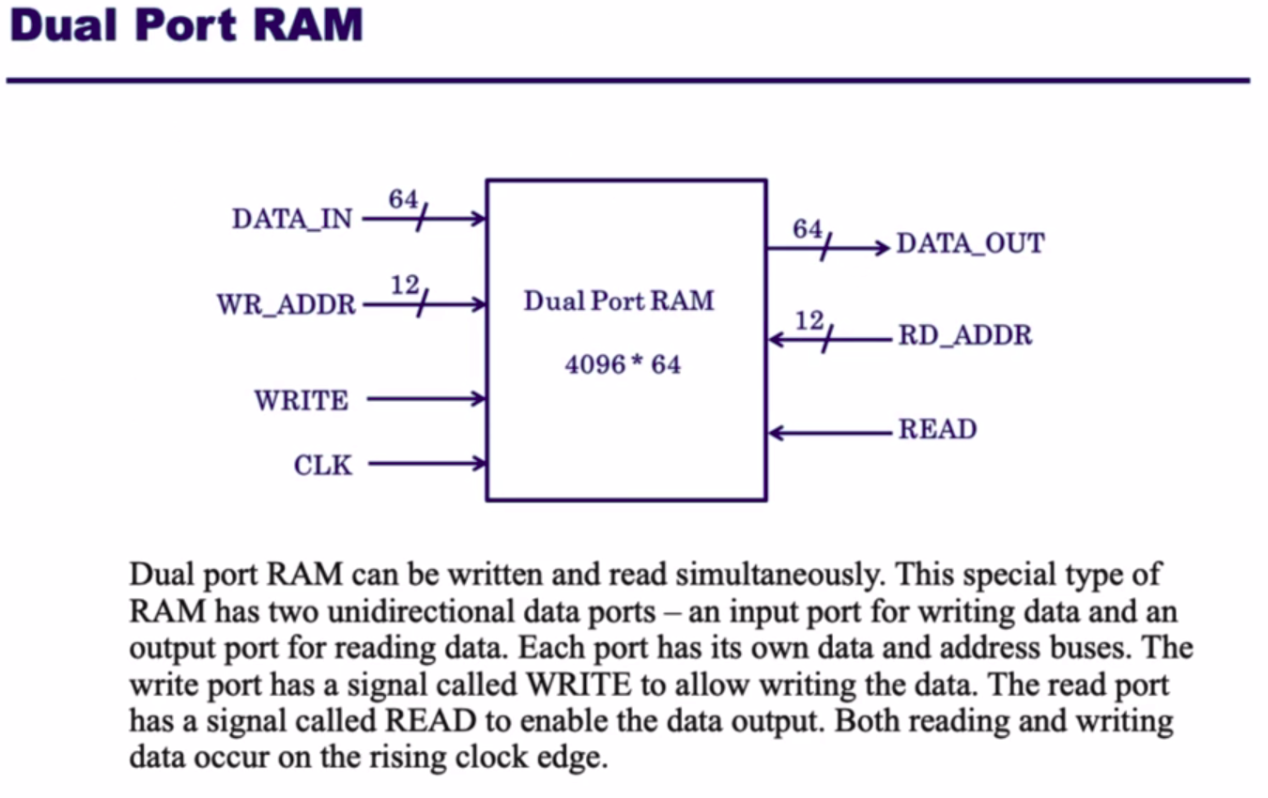 Dual Port RAM
64
DATA_IN
64
DATA_OUT
12
WR_ADDR
Dual Port RAM
12
RD_ADDR
4096 * 64
WRITE
READ
CLK
Dual port RAM can be written and read simultaneously. This special type of
RAM has two unidirectional data ports – an input port for writing data and an
output port for reading data. Each port has its own data and address buses. The
write port has a signal called WRITE to allow writing the data. The read port
has a signal called READ to enable the data output. Both reading and writing
data occur on the rising clock edge.